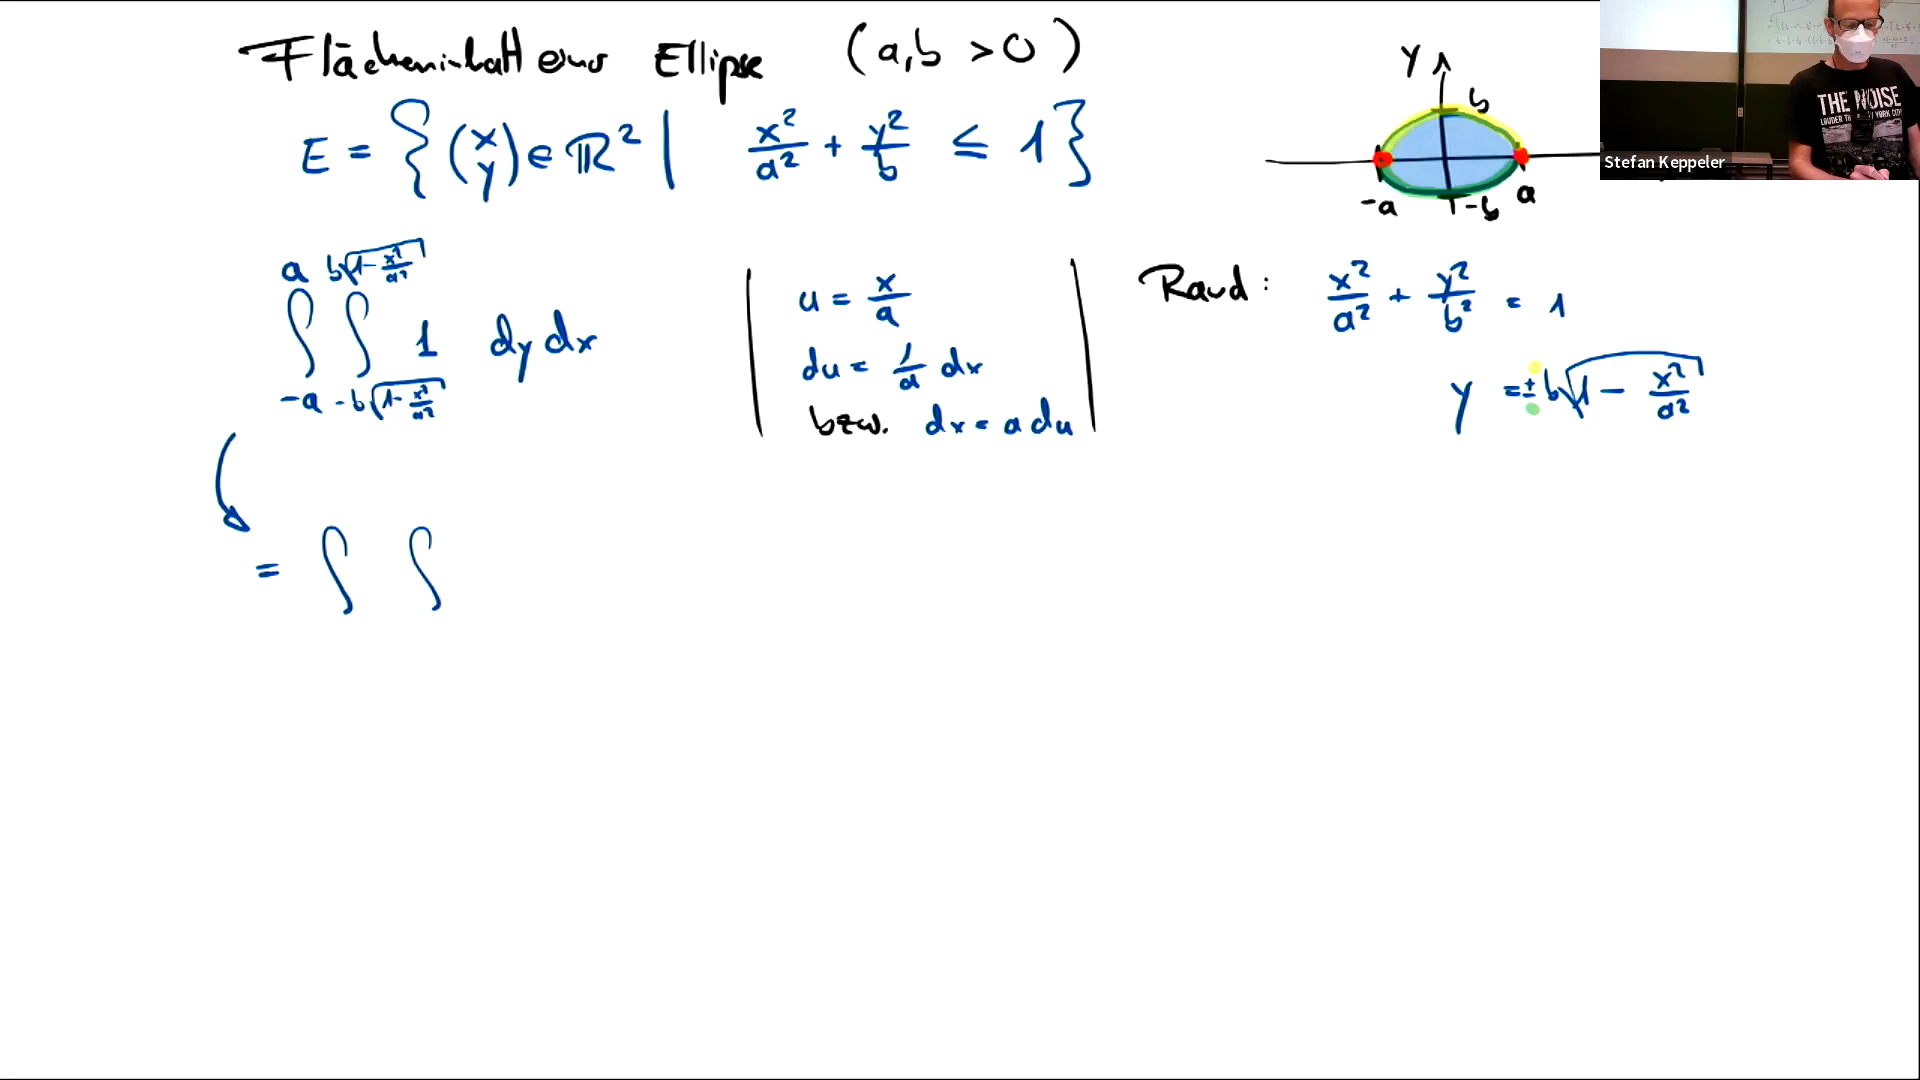 Flächeninhalt einer Ellipse (a,b > 0)
E = { (x y) ∈ ℝ² | x²/a² + y²/b ≤ 1 }
y
b
-a
-b
a
THE NOISE
Stefan Keppeler
∫_{-a}^{a} ∫_{-b√(1-x²/a²)}^{b√(1-x²/a²)} 1 dy dx
u = x/a
du = 1/a dx
bzw. dx = a du
Rand: x²/a² + y²/b² = 1
y = ± b√(1 - x²/a²)
= ∫ ∫